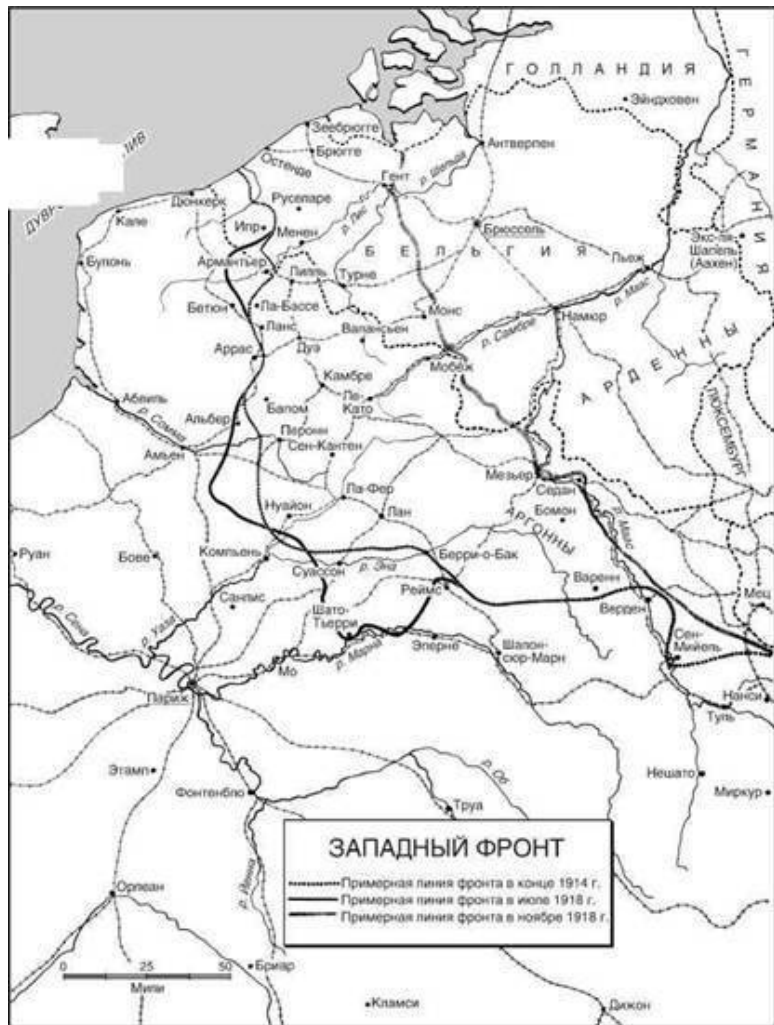 ГОЛЛАНДИЯ
ГЕРМАНИЯ
Эйндховен
Зеебрюгге
Остенде
Брюгге
Антверпен
Гент
р. Шельда
Дюнкерк
Кале
Руселаре
р. Лис
Ипр
Менен
Брюссель
БЕЛЬГИЯ
Экс-ля-
Шапель
(Аахен)
Булонь
Армантьер
Лилль
Турне
Льеж
р. Маас
Бетюн
Ла-Бассе
Монс
Намюр
Ланс
Валансьен
р. Самбре
Аррас
Дуэ
Мобёж
АРДЕННЫ
Камбре
Ле-
Като
Абвиль
р. Сомма
Альбер
Бапом
ЛЮКСЕМБУРГ
Перонн
Амьен
Сен-Кантен
Мезьер
Седан
Ла-Фер
Нуайон
Лан
Бомон
р. Маас
АРГОННЫ
Руан
Бове
Компьень
Берри-о-Бак
Суассон
р. Эна
Варенн
Мец
р. Сена
Санлис
Реймс
Верден
р. Уаза
Шато-
Тьерри
Сен-
Мийель
р. Марна
Эперне
Шалон-
сюр-Марн
Мо
Париж
Нанси
Туль
Этамп
р. Об
Нешато
Фонтенбло
Труа
Миркур
ЗАПАДНЫЙ ФРОНТ
Примерная линия фронта в конце 1914 г.
Примерная линия фронта в июле 1918 г.
Примерная линия фронта в ноябре 1918 г.
Орлеан
р. Йонна
Бриар
0 25 50
Мили
Кламси
Дижон